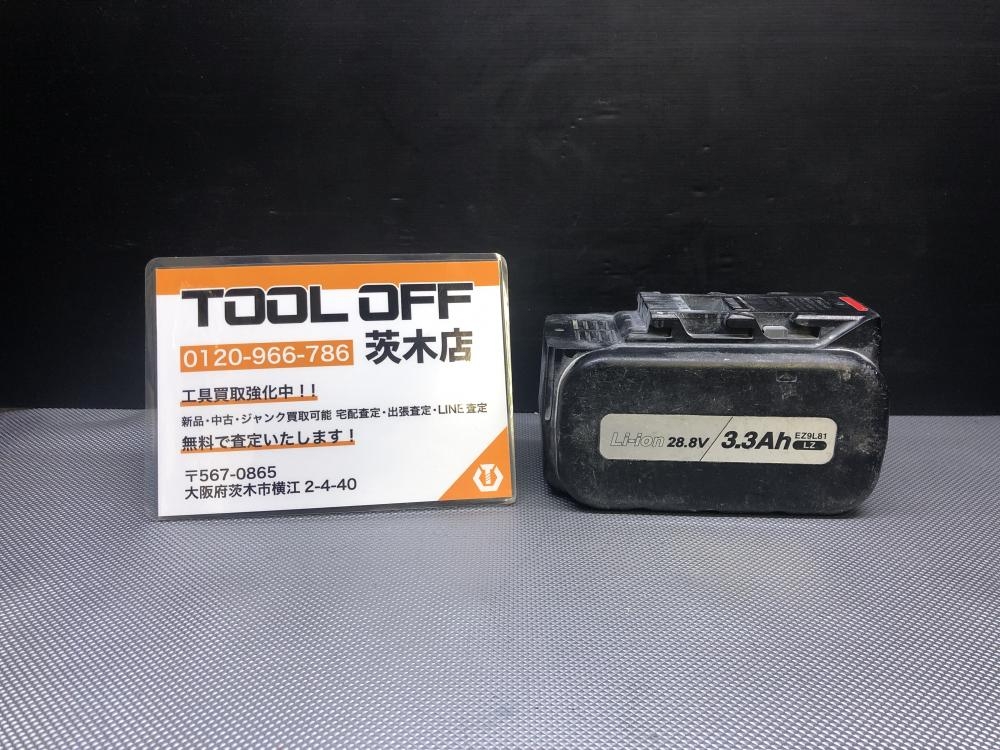 TOOL OFF
0120-966-786 茨木店
工具買取強化中！！
新品・中古・ジャンク買取可能 宅配査定・出張査定・LINE査定
無料で査定いたします！
〒567-0865
大阪府茨木市横江 2-4-40
Li-ion 28.8V / 3.3Ah EZ9L81
LZ